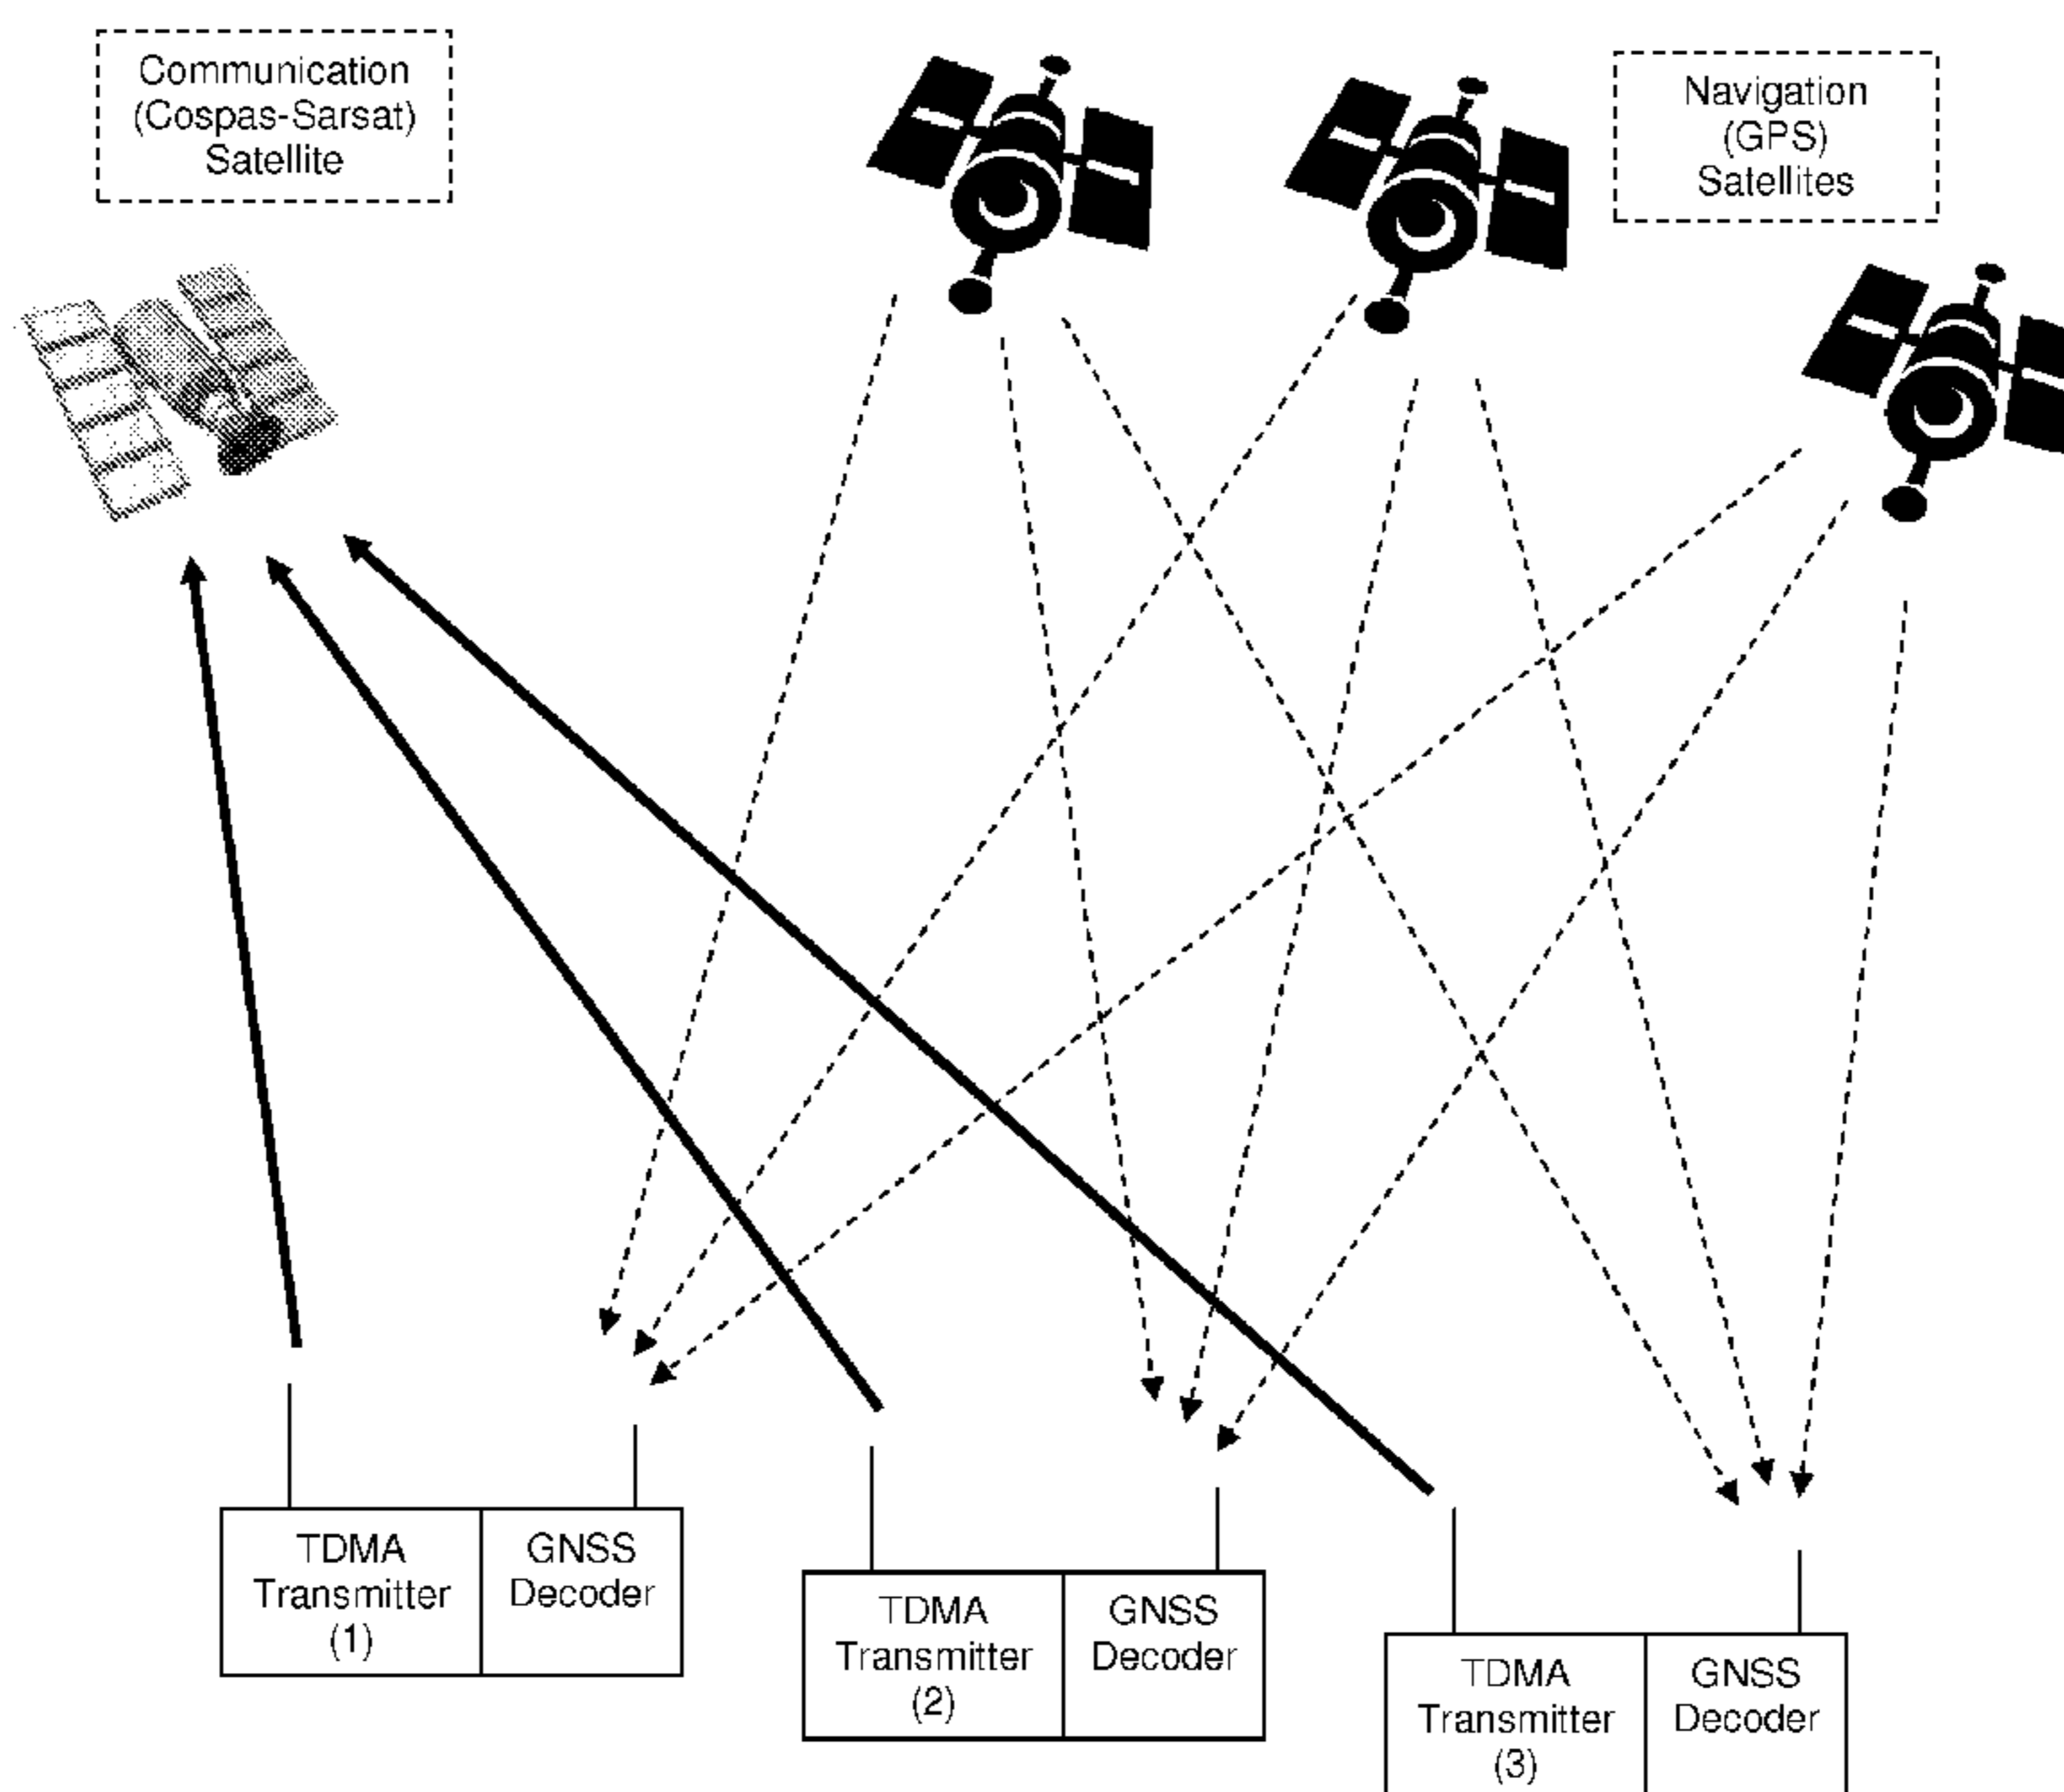 Communication
(Cospas-Sarsat)
Satellite
Navigation
(GPS)
Satellites
TDMA
Transmitter
(1)
GNSS
Decoder
TDMA
Transmitter
(2)
GNSS
Decoder
TDMA
Transmitter
(3)
GNSS
Decoder